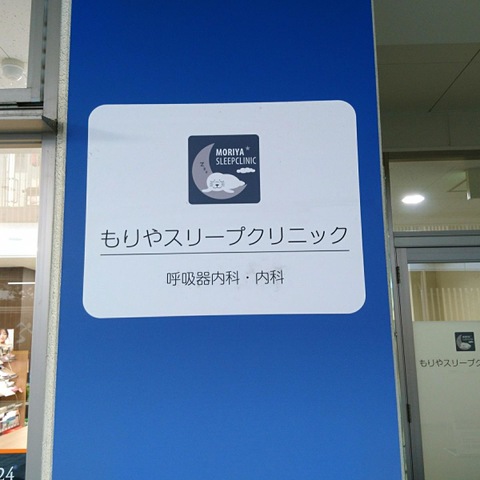 MORIYA
SLEEPCLINIC
もりやスリープクリニック
呼吸器内科・内科
もりやスリープク
24